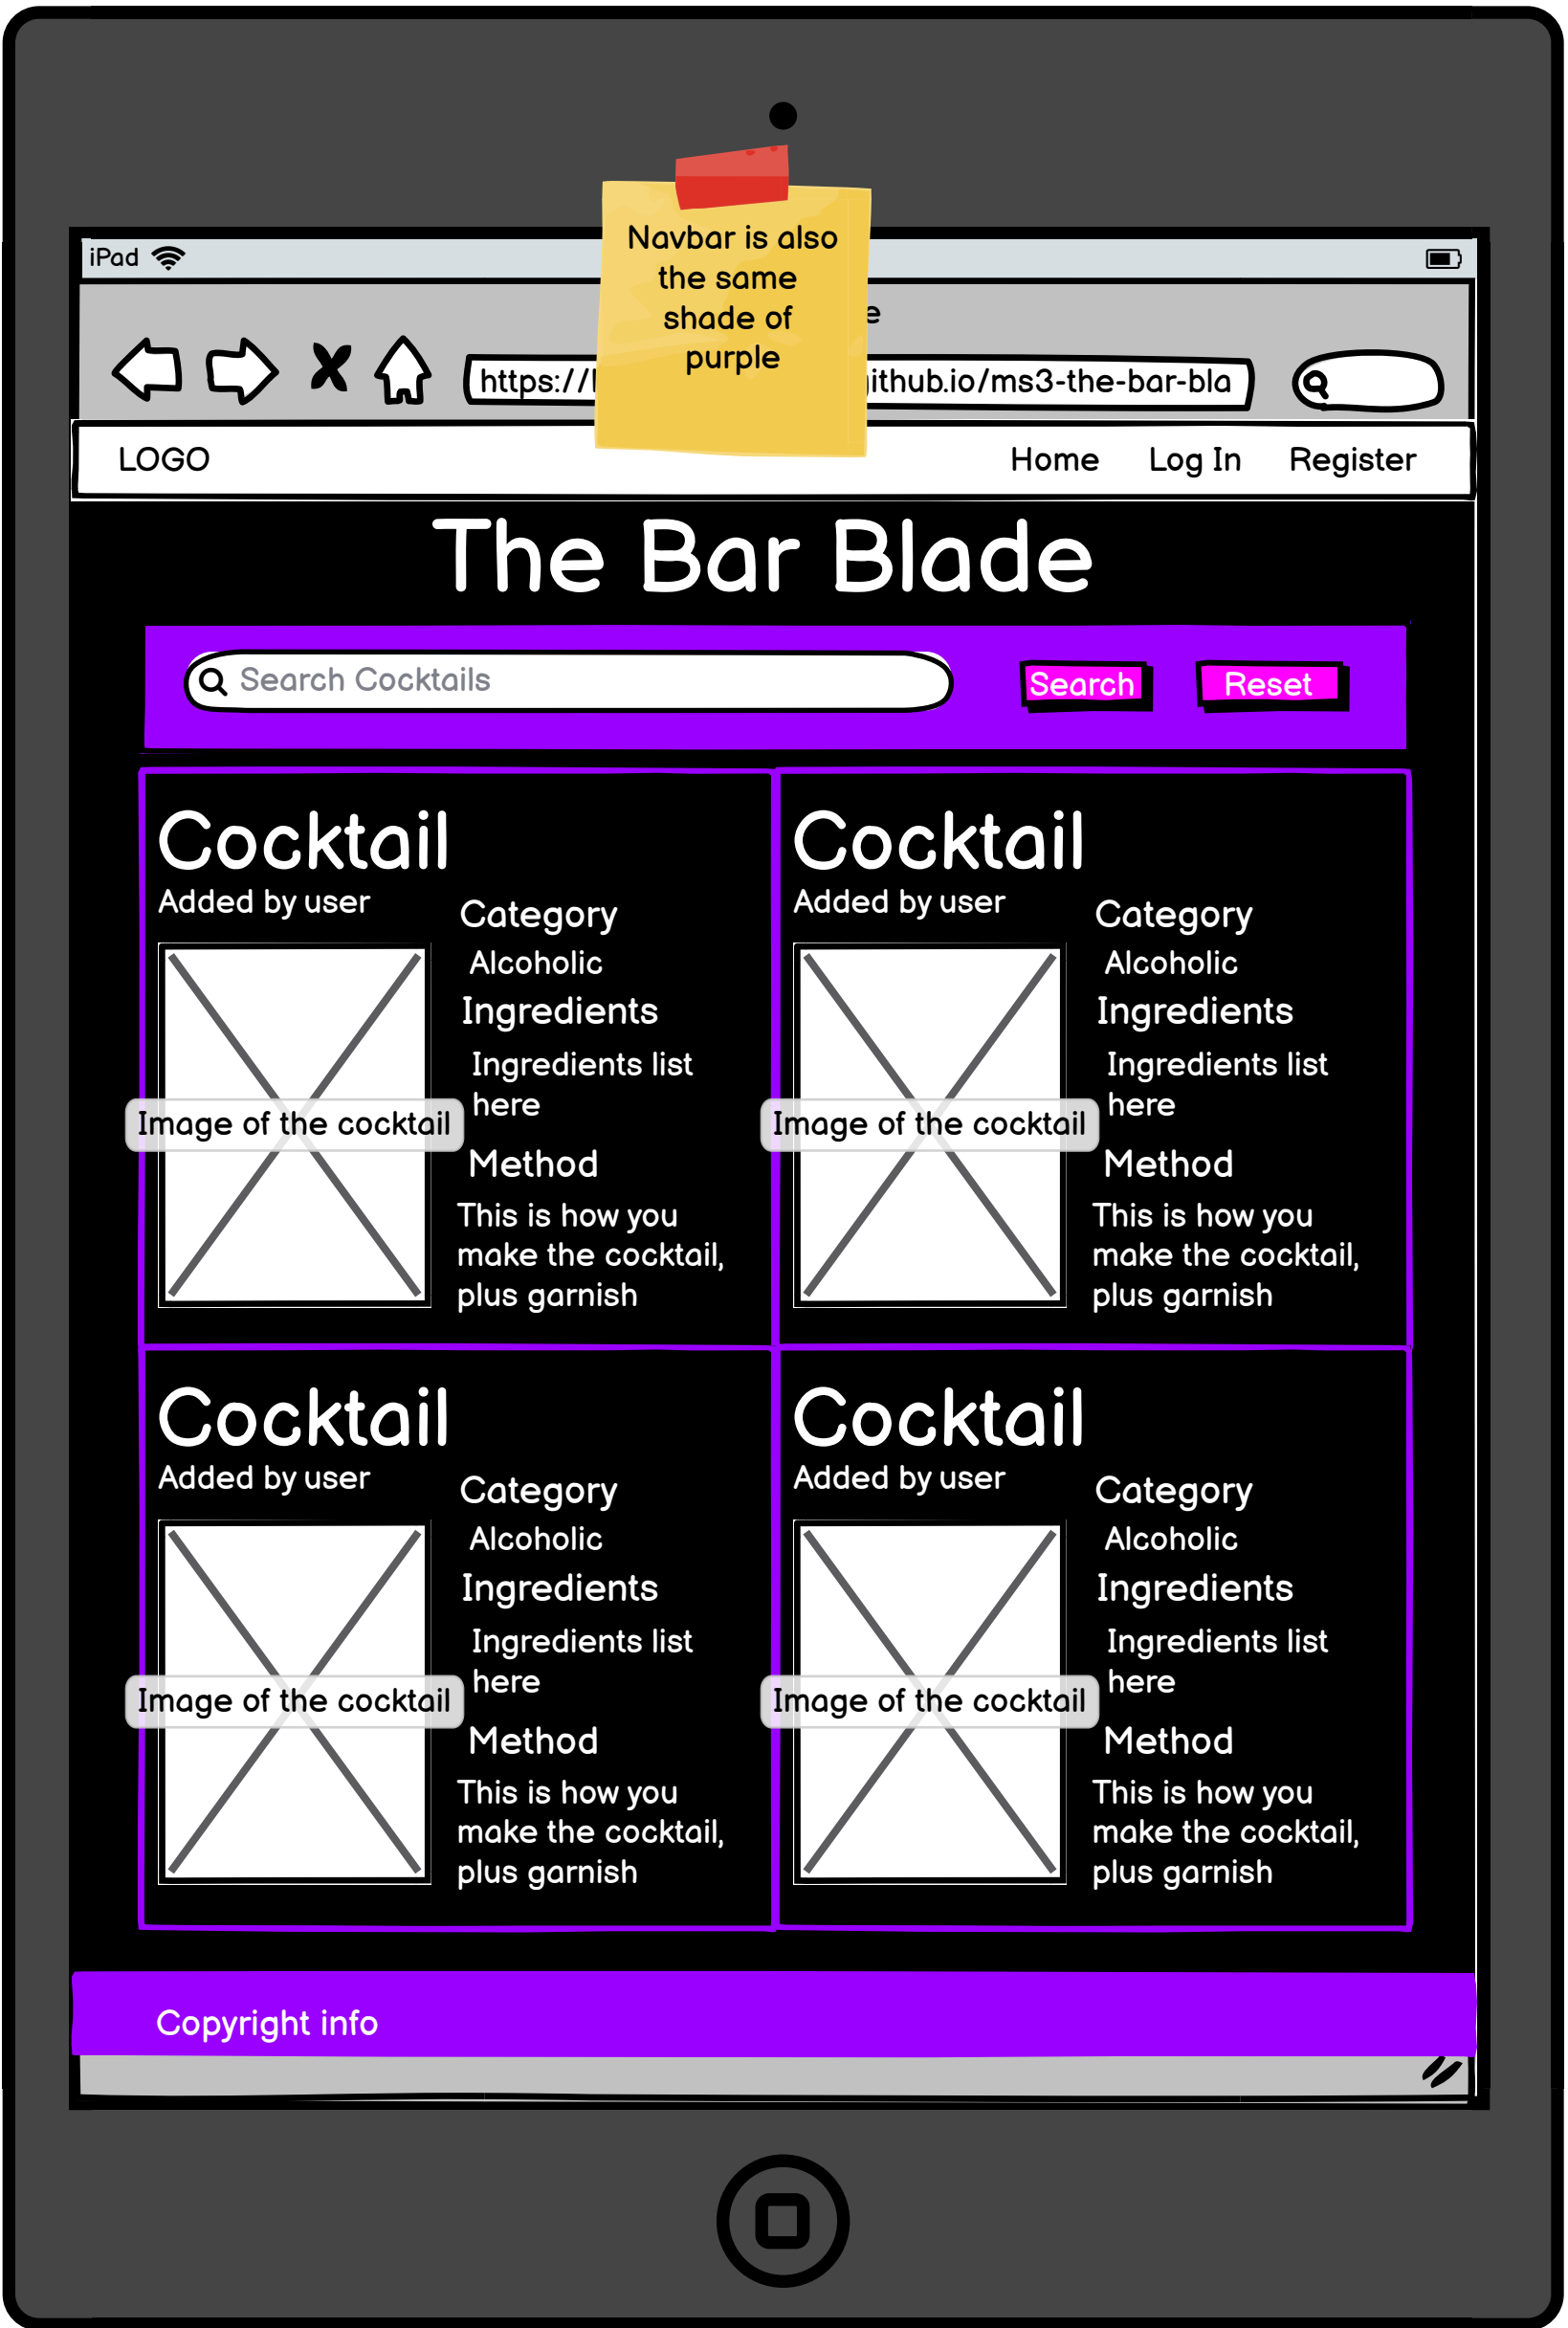 Navbar is also
the same
shade of
purple
iPad
https:// github.io/ms3-the-bar-bla
LOGO Home Log In Register
The Bar Blade
Search Cocktails Search Reset
Cocktail
Added by user
Category
Alcoholic
Ingredients
Ingredients list
here
Image of the cocktail
Method
This is how you
make the cocktail,
plus garnish
Cocktail
Added by user
Category
Alcoholic
Ingredients
Ingredients list
here
Image of the cocktail
Method
This is how you
make the cocktail,
plus garnish
Cocktail
Added by user
Category
Alcoholic
Ingredients
Ingredients list
here
Image of the cocktail
Method
This is how you
make the cocktail,
plus garnish
Cocktail
Added by user
Category
Alcoholic
Ingredients
Ingredients list
here
Image of the cocktail
Method
This is how you
make the cocktail,
plus garnish
Copyright info